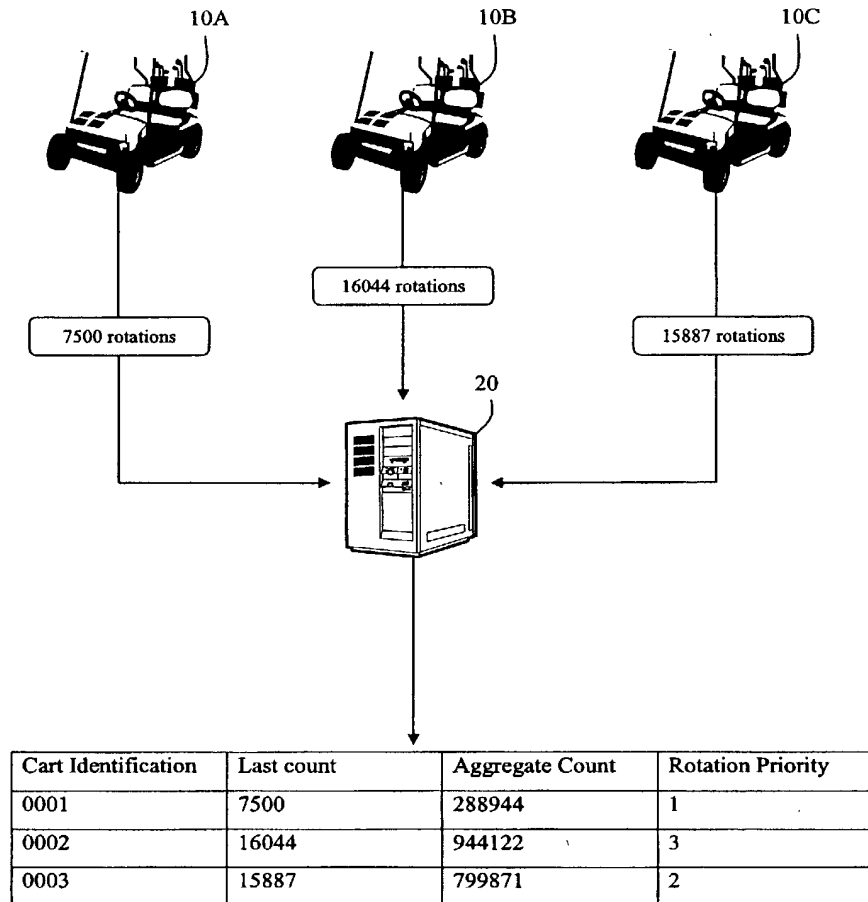 10A 10B 10C
16044 rotations
7500 rotations 15887 rotations
20
Cart Identification Last count Aggregate Count Rotation Priority
0001 7500 288944 1
0002 16044 944122 3
0003 15887 799871 2